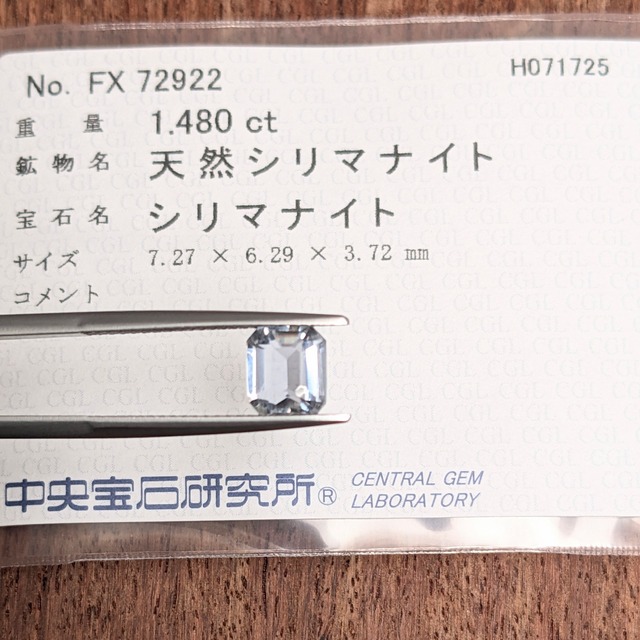 No. FX 72922
H071725
重量 1.480 ct
鉱物名 天然シリマナイト
宝石名 シリマナイト
サイズ 7.27 × 6.29 × 3.72 mm
コメント
中央宝石研究所® CENTRAL GEM LABORATORY